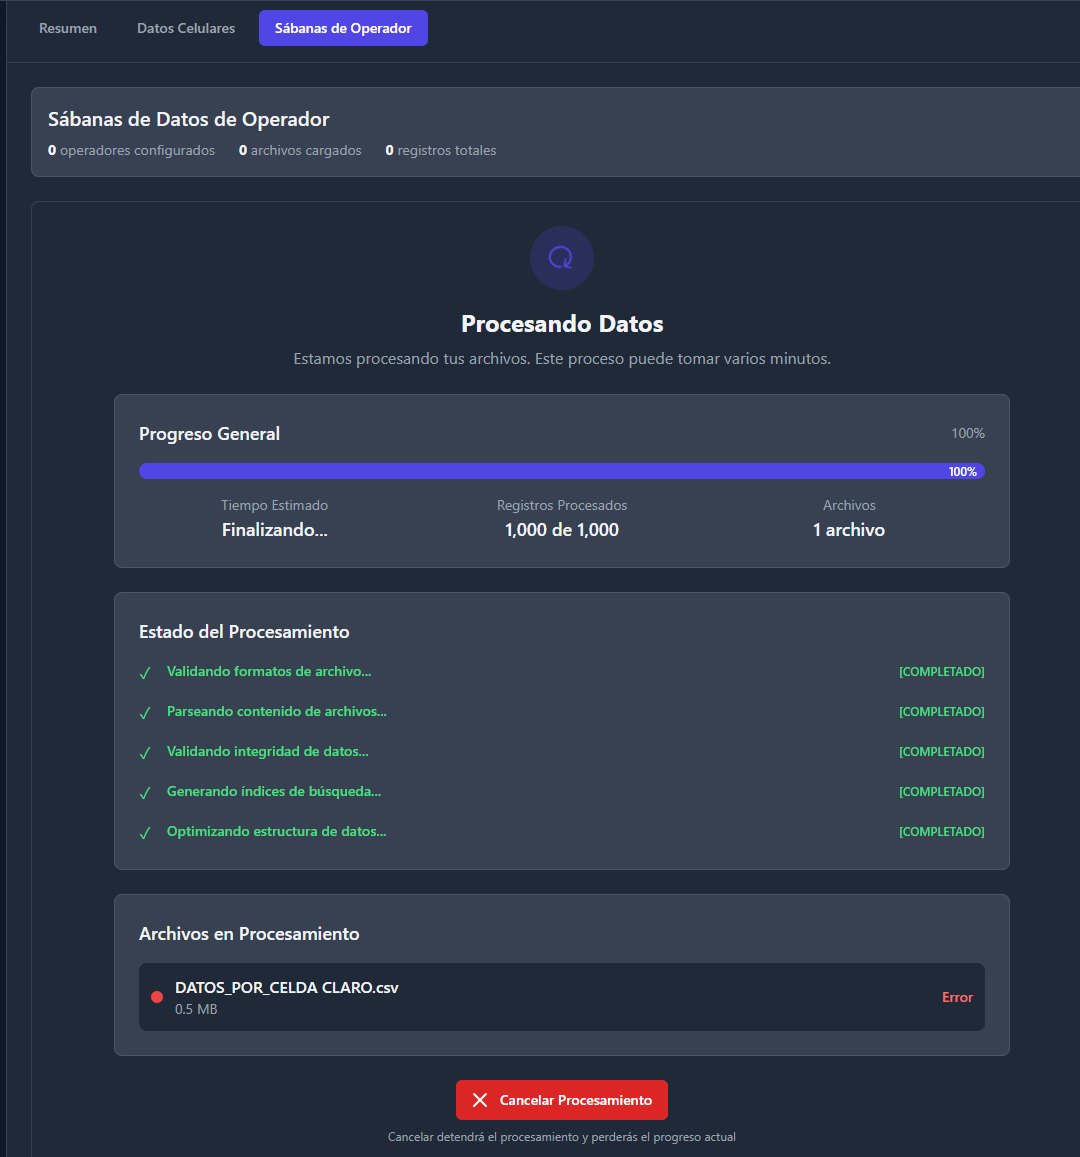 Resumen Datos Celulares Sábanas de Operador
Sábanas de Datos de Operador
0 operadores configurados 0 archivos cargados 0 registros totales
Procesando Datos
Estamos procesando tus archivos. Este proceso puede tomar varios minutos.
Progreso General 100%
100%
Tiempo Estimado Registros Procesados Archivos
Finalizando... 1,000 de 1,000 1 archivo
Estado del Procesamiento
✓ Validando formatos de archivo... [COMPLETADO]
✓ Parseando contenido de archivos... [COMPLETADO]
✓ Validando integridad de datos... [COMPLETADO]
✓ Generando índices de búsqueda... [COMPLETADO]
✓ Optimizando estructura de datos... [COMPLETADO]
Archivos en Procesamiento
DATOS_POR_CELDA CLARO.csv
0.5 MB
Error
Cancelar Procesamiento
Cancelar detendrá el procesamiento y perderás el progreso actual